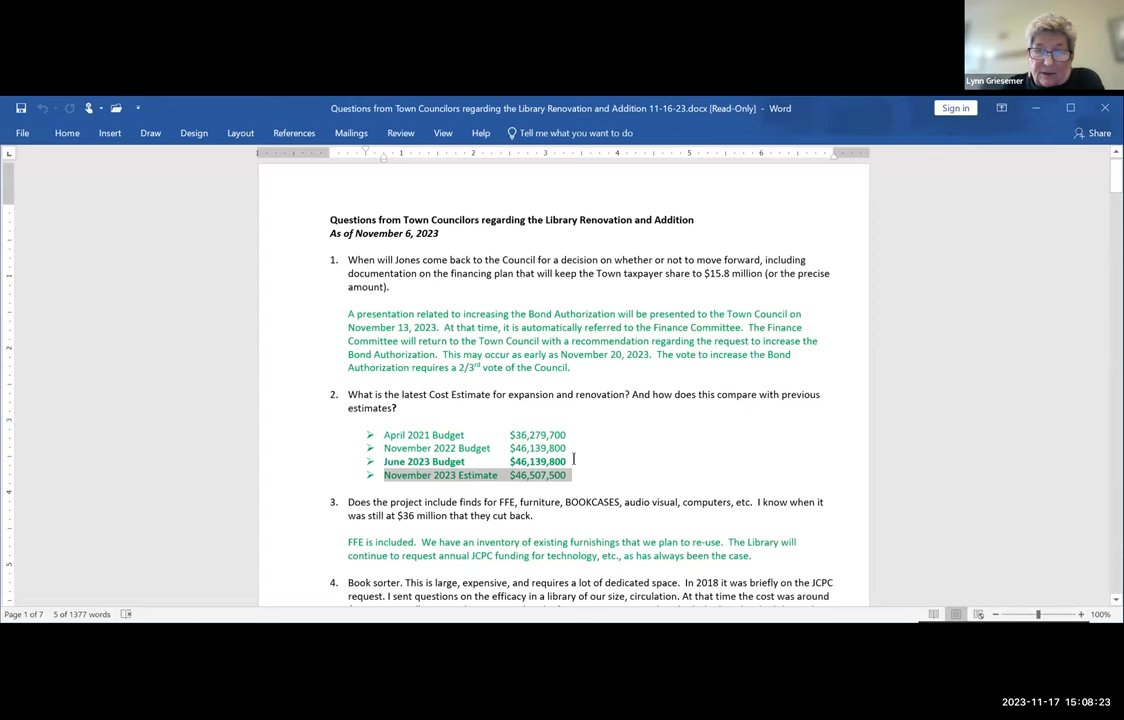 Lynn Griesemer
Questions from Town Councilors regarding the Library Renovation and Addition 11-16-23.docx [Read-Only] - Word
Sign in
File Home Insert Draw Design Layout References Mailings Review View Help Tell me what you want to do Share
1 1 2 3 4 5 6
Questions from Town Councilors regarding the Library Renovation and Addition
As of November 6, 2023
1. When will Jones come back to the Council for a decision on whether or not to move forward, including
documentation on the financing plan that will keep the Town taxpayer share to $15.8 million (or the precise
amount).
A presentation related to increasing the Bond Authorization will be presented to the Town Council on
November 13, 2023. At that time, it is automatically referred to the Finance Committee. The Finance
Committee will return to the Town Council with a recommendation regarding the request to increase the
Bond Authorization. This may occur as early as November 20, 2023. The vote to increase the Bond
Authorization requires a 2/3rd vote of the Council.
2. What is the latest Cost Estimate for expansion and renovation? And how does this compare with previous
estimates?
April 2021 Budget $36,279,700
November 2022 Budget $46,139,800
June 2023 Budget $46,139,800
November 2023 Estimate $46,507,500
3. Does the project include finds for FFE, furniture, BOOKCASES, audio visual, computers, etc. I know when it
was still at $36 million that they cut back.
FFE is included. We have an inventory of existing furnishings that we plan to re-use. The Library will
continue to request annual JCPC funding for technology, etc., as has always been the case.
4. Book sorter. This is large, expensive, and requires a lot of dedicated space. In 2018 it was briefly on the JCPC
request. I sent questions on the efficacy in a library of our size, circulation. At that time the cost was around
Page 1 of 7 5 of 1377 words 100%
2023-11-17 15:08:23